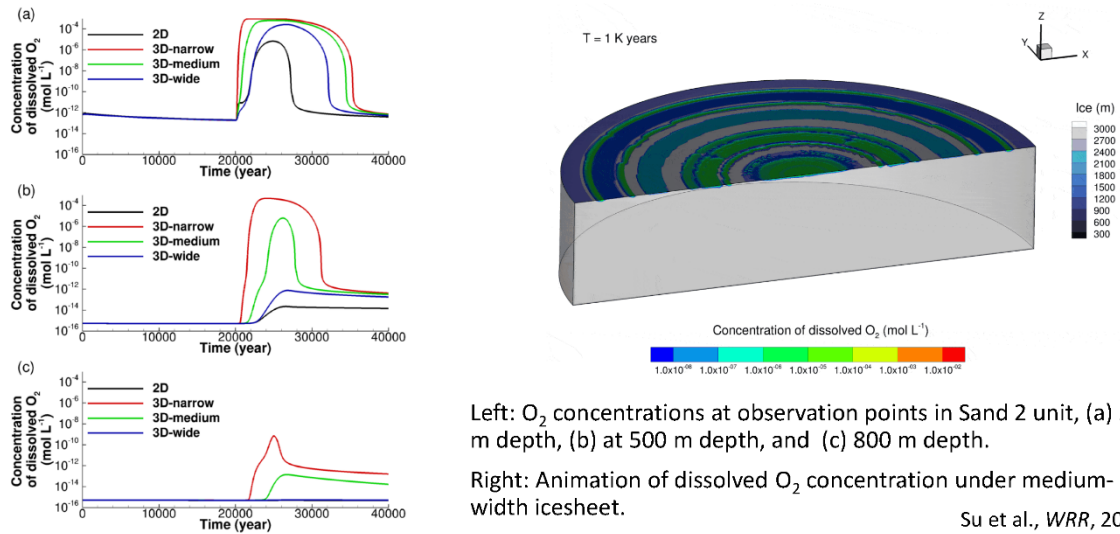 (a)
Concentration
of dissolved O₂
(mol L⁻¹)
10⁻⁴
10⁻⁶
10⁻⁸
10⁻¹⁰
10⁻¹²
10⁻¹⁴
10⁻¹⁶
2D
3D-narrow
3D-medium
3D-wide
0 10000 20000 30000 40000
Time (year)
(b)
Concentration
of dissolved O₂
(mol L⁻¹)
10⁻⁴
10⁻⁶
10⁻⁸
10⁻¹⁰
10⁻¹²
10⁻¹⁴
10⁻¹⁶
2D
3D-narrow
3D-medium
3D-wide
0 10000 20000 30000 40000
Time (year)
(c)
Concentration
of dissolved O₂
(mol L⁻¹)
10⁻⁴
10⁻⁶
10⁻⁸
10⁻¹⁰
10⁻¹²
10⁻¹⁴
10⁻¹⁶
2D
3D-narrow
3D-medium
3D-wide
0 10000 20000 30000 40000
Time (year)
T = 1 K years
Z
Y
X
Ice (m)
3000
2700
2400
2100
1800
1500
1200
900
600
300
Concentration of dissolved O₂ (mol L⁻¹)
1.0x10⁻⁰⁸ 1.0x10⁻⁰⁷ 1.0x10⁻⁰⁶ 1.0x10⁻⁰⁵ 1.0x10⁻⁰⁴ 1.0x10⁻⁰³ 1.0x10⁻⁰²
Left: O₂ concentrations at observation points in Sand 2 unit, (a)
m depth, (b) at 500 m depth, and (c) 800 m depth.
Right: Animation of dissolved O₂ concentration under medium-
width icesheet.
Su et al., WRR, 20